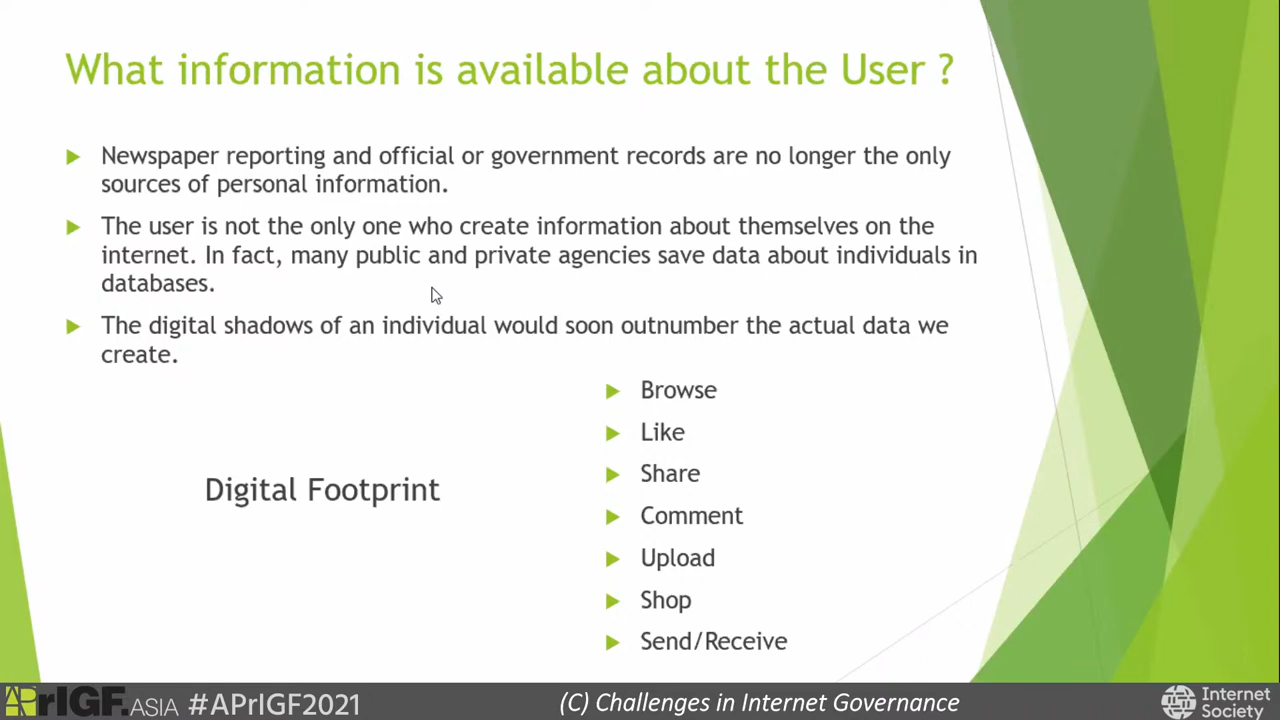 What information is available about the User ?
Newspaper reporting and official or government records are no longer the only
sources of personal information.
The user is not the only one who create information about themselves on the
internet. In fact, many public and private agencies save data about individuals in
databases.
The digital shadows of an individual would soon outnumber the actual data we
create.
Digital Footprint
Browse
Like
Share
Comment
Upload
Shop
Send/Receive
APrIGF.ASIA #APrIGF2021
(C) Challenges in Internet Governance
Internet
Society